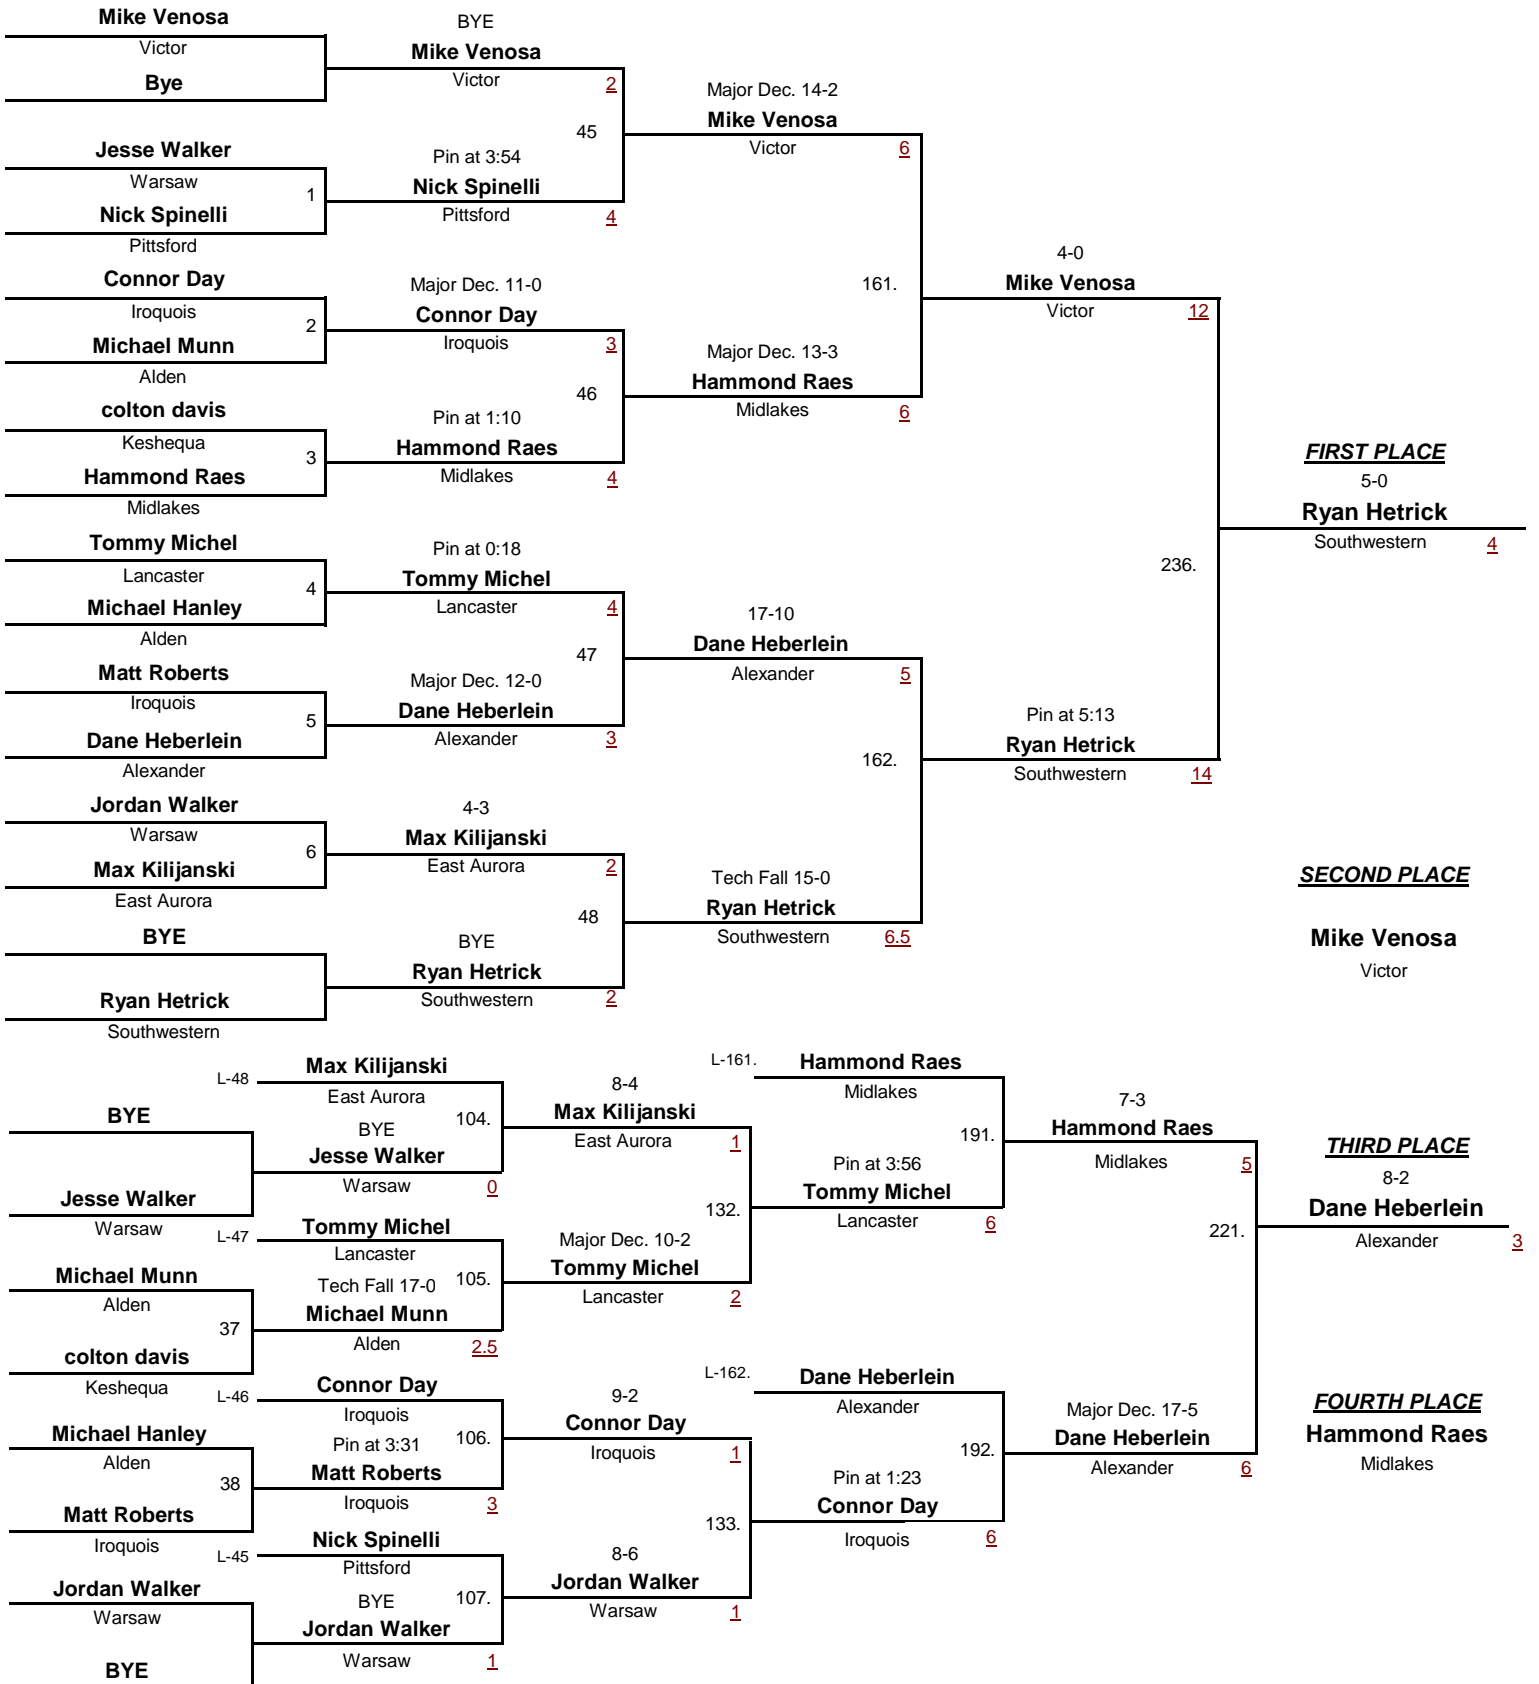 Mike Venosa
Victor
Bye
Jesse Walker
Warsaw
1
Nick Spinelli
Pittsford
Connor Day
Iroquois
2
Michael Munn
Alden
colton davis
Keshequa
3
Hammond Raes
Midlakes
Tommy Michel
Lancaster
4
Michael Hanley
Alden
Matt Roberts
Iroquois
5
Dane Heberlein
Alexander
Jordan Walker
Warsaw
6
Max Kilijanski
East Aurora
BYE
Ryan Hetrick
Southwestern
BYE
Mike Venosa
Victor 2
45
Pin at 3:54
Nick Spinelli
Pittsford 4
Major Dec. 11-0
Connor Day
Iroquois 3
46
Pin at 1:10
Hammond Raes
Midlakes 4
Pin at 0:18
Tommy Michel
Lancaster 4
47
Major Dec. 12-0
Dane Heberlein
Alexander 3
4-3
Max Kilijanski
East Aurora 2
48
BYE
Ryan Hetrick
Southwestern 2
Major Dec. 14-2
Mike Venosa
Victor 6
161.
Major Dec. 13-3
Hammond Raes
Midlakes 6
17-10
Dane Heberlein
Alexander 5
162.
Tech Fall 15-0
Ryan Hetrick
Southwestern 6.5
4-0
Mike Venosa
Victor 12
236.
Pin at 5:13
Ryan Hetrick
Southwestern 14
FIRST PLACE
5-0
Ryan Hetrick
Southwestern 4
SECOND PLACE
Mike Venosa
Victor
BYE
Jesse Walker
Warsaw
Michael Munn
Alden
37
colton davis
Keshequa
Michael Hanley
Alden
38
Matt Roberts
Iroquois
Jordan Walker
Warsaw
BYE
L-48 Max Kilijanski
East Aurora
104.
BYE
Jesse Walker
Warsaw 0
L-47 Tommy Michel
Lancaster
105.
Tech Fall 17-0
Michael Munn
Alden 2.5
L-46 Connor Day
Iroquois
106.
Pin at 3:31
Matt Roberts
Iroquois 3
L-45 Nick Spinelli
Pittsford
107.
BYE
Jordan Walker
Warsaw 1
8-4
Max Kilijanski
East Aurora 1
132.
Major Dec. 10-2
Tommy Michel
Lancaster 2
9-2
Connor Day
Iroquois 1
133.
8-6
Jordan Walker
Warsaw 1
L-161. Hammond Raes
Midlakes
191.
Pin at 3:56
Tommy Michel
Lancaster 6
L-162. Dane Heberlein
Alexander
192.
Pin at 1:23
Connor Day
Iroquois 6
7-3
Hammond Raes
Midlakes 5
221.
Major Dec. 17-5
Dane Heberlein
Alexander 6
THIRD PLACE
8-2
Dane Heberlein
Alexander 3
FOURTH PLACE
Hammond Raes
Midlakes